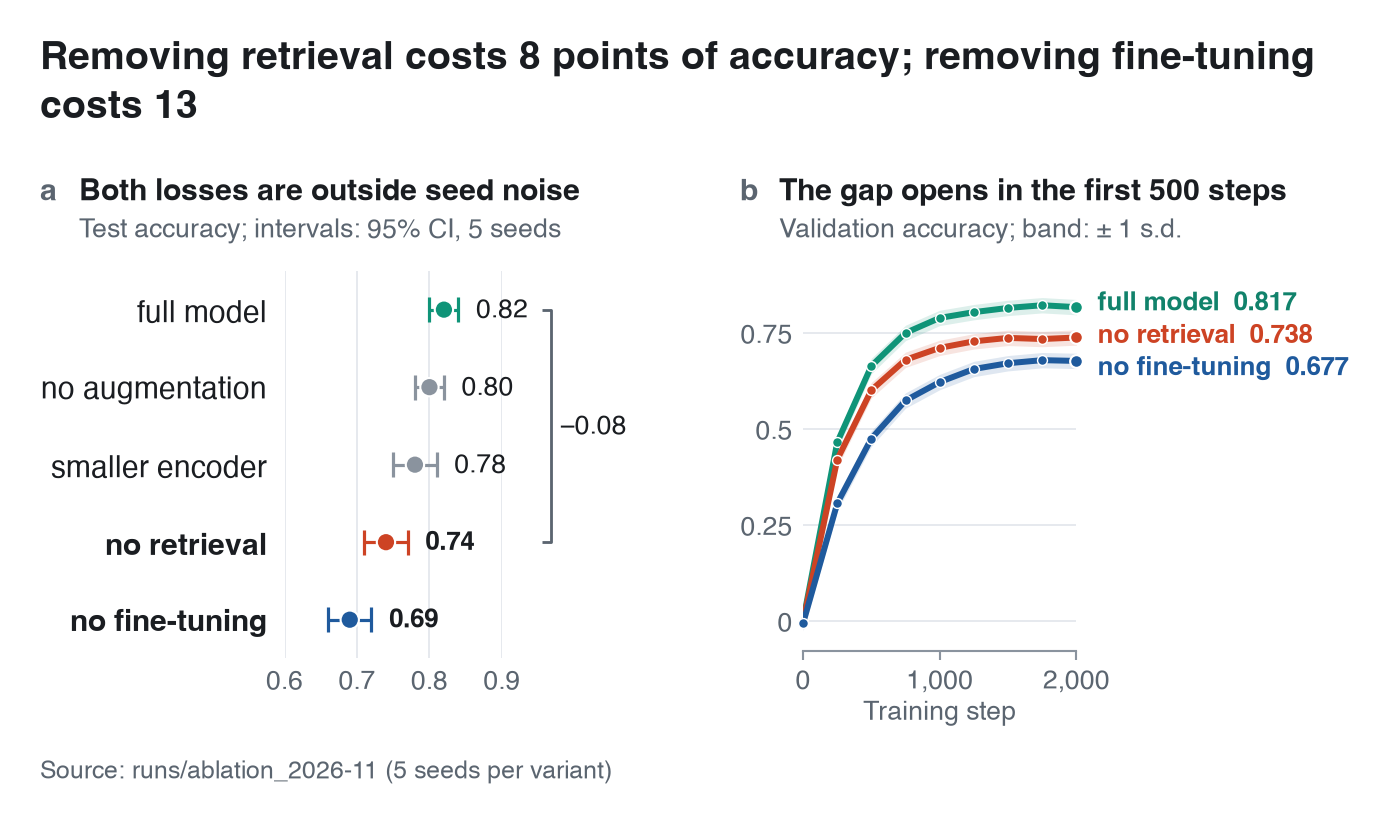 Removing retrieval costs 8 points of accuracy; removing fine-tuning
costs 13
a Both losses are outside seed noise
Test accuracy; intervals: 95% CI, 5 seeds
full model 0.82
no augmentation 0.80
−0.08
smaller encoder 0.78
no retrieval 0.74
no fine-tuning 0.69
0.6 0.7 0.8 0.9
b The gap opens in the first 500 steps
Validation accuracy; band: ± 1 s.d.
full model 0.817
no retrieval 0.738
no fine-tuning 0.677
0.75
0.5
0.25
0
0 1,000 2,000
Training step
Source: runs/ablation_2026-11 (5 seeds per variant)